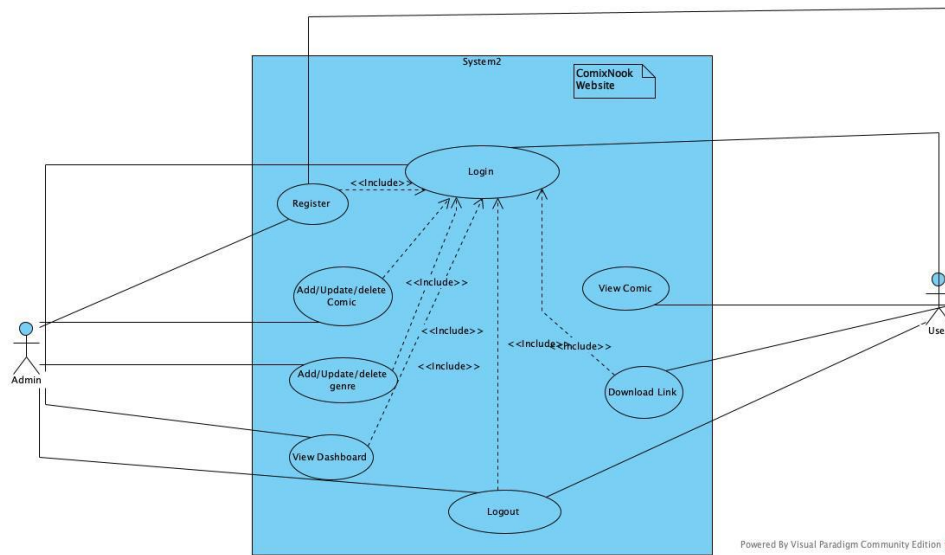 System2
ComixNook
Website
Login
<<Include>>
Register
<<Include>>
Add/Update/delete
Comic
View Comic
<<Include>>
<<Include>>
<<Include>>
<<Include>>
Add/Update/delete
genre
Download Link
Admin
Use
View Dashboard
Logout
Powered By Visual Paradigm Community Edition